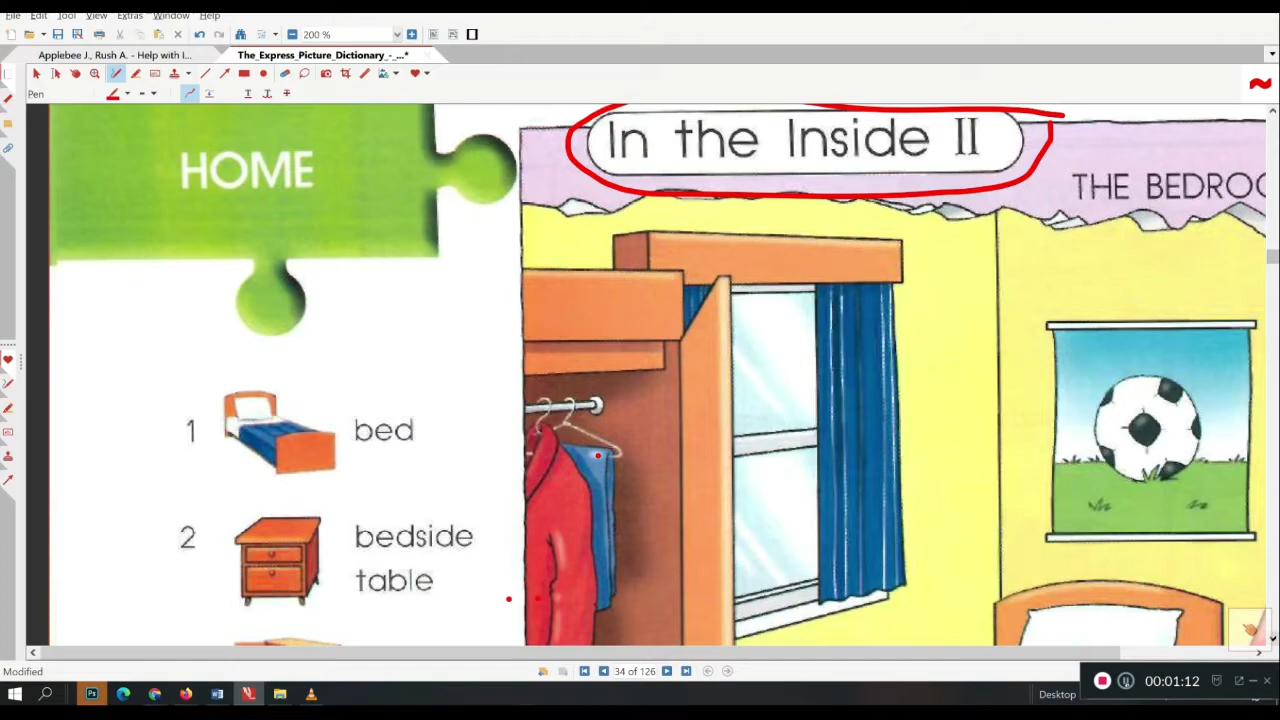 File Edit Tool View Extras Window Help
200 %
Applebee J., Rush A. - Help with I...
The_Express_Picture_Dictionary_-_...*
Pen
HOME
In the Inside II
THE BEDROO
1 bed
2 bedside
table
Modified
34 of 126
Desktop
00:01:12